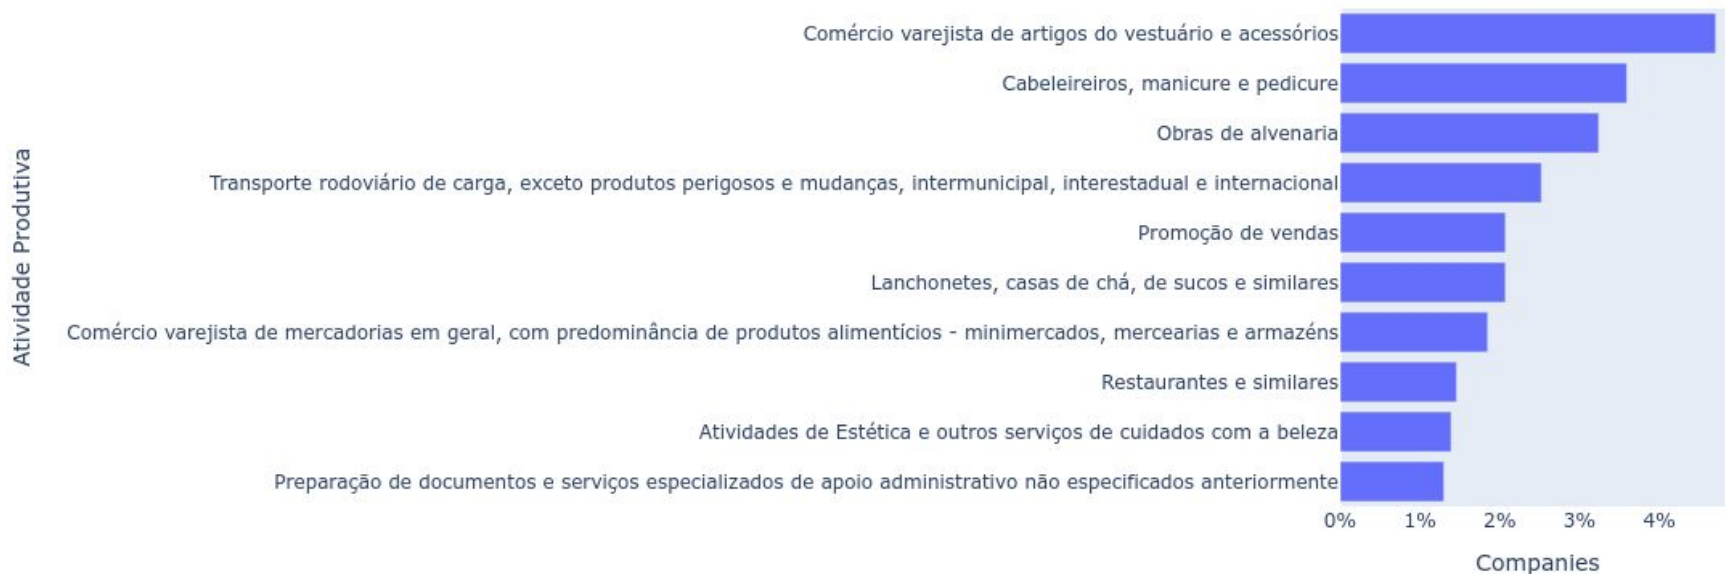 Atividade Produtiva
Comércio varejista de artigos do vestuário e acessórios
Cabeleireiros, manicure e pedicure
Obras de alvenaria
Transporte rodoviário de carga, exceto produtos perigosos e mudanças, intermunicipal, interestadual e internacional
Promoção de vendas
Lanchonetes, casas de chá, de sucos e similares
Comércio varejista de mercadorias em geral, com predominância de produtos alimentícios - minimercados, mercearias e armazéns
Restaurantes e similares
Atividades de Estética e outros serviços de cuidados com a beleza
Preparação de documentos e serviços especializados de apoio administrativo não especificados anteriormente
0% 1% 2% 3% 4%
Companies